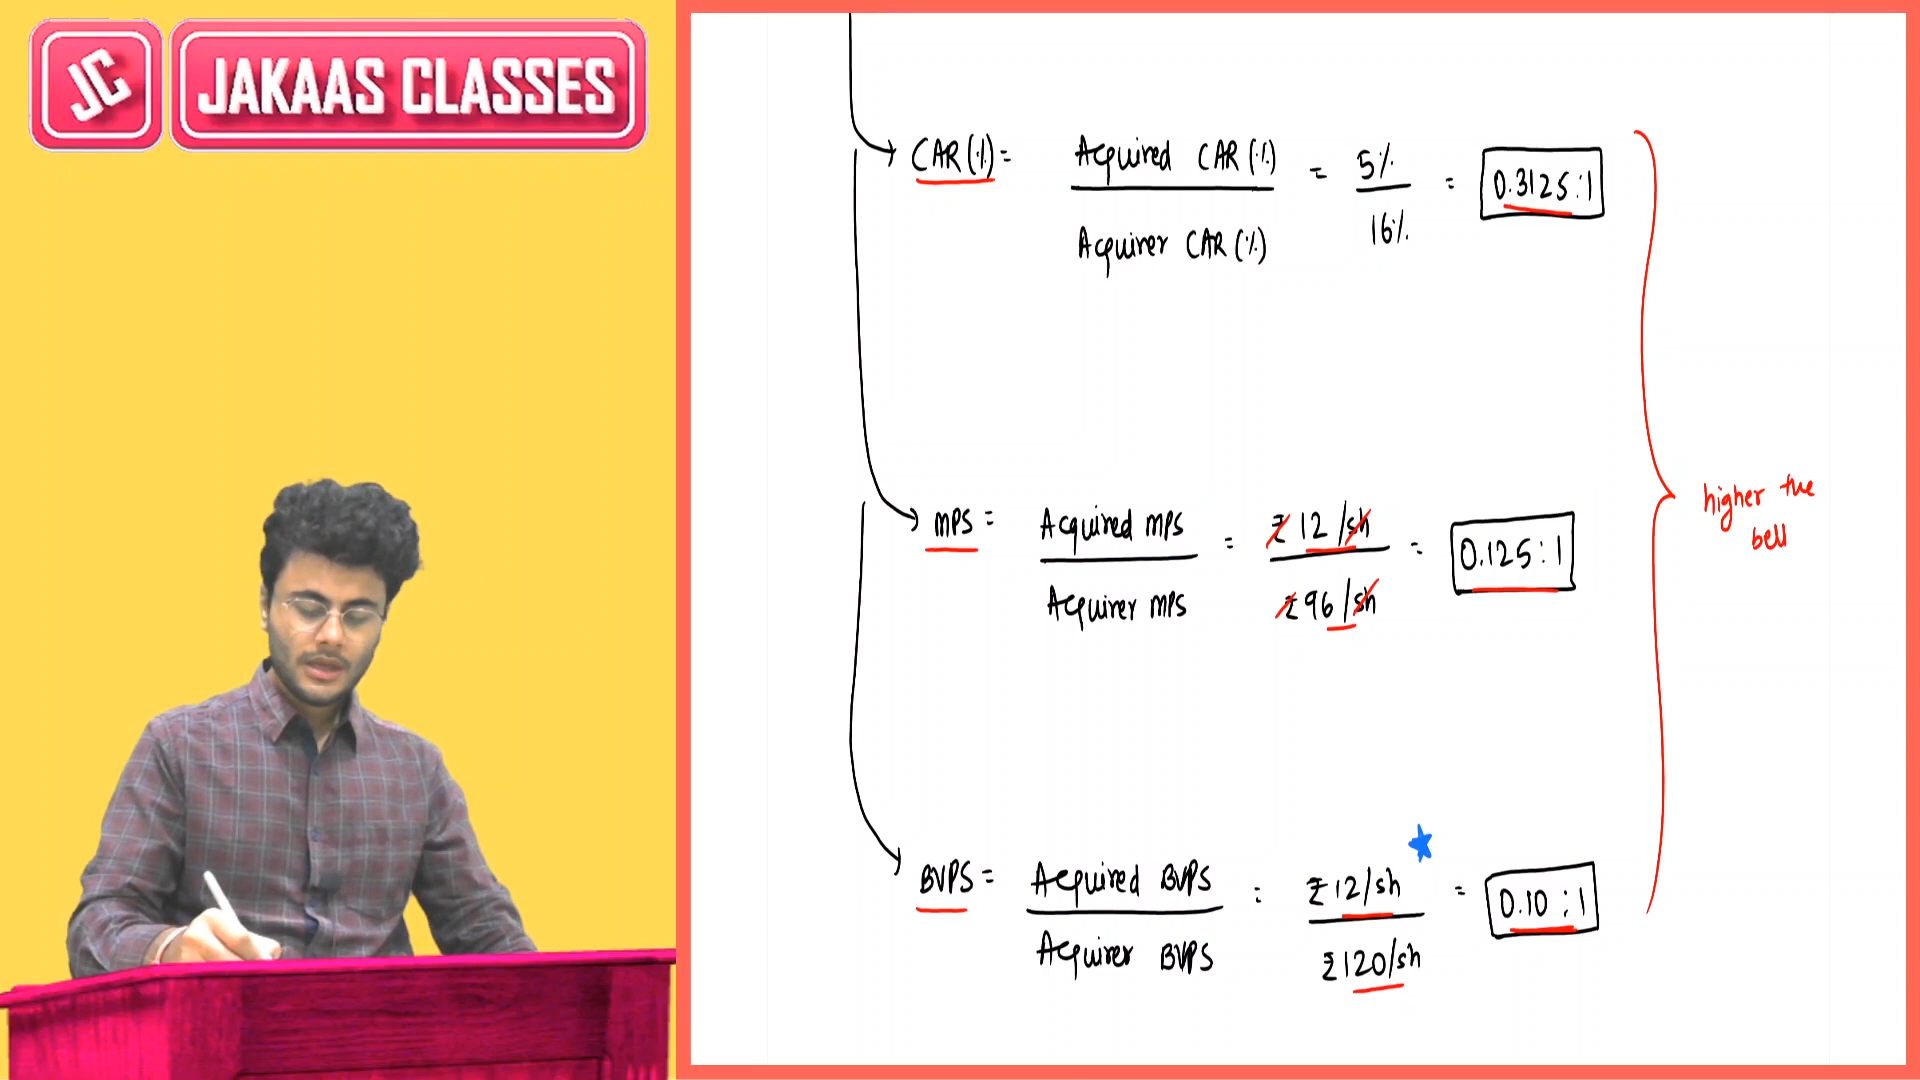 JC JAKAAS CLASSES
CAR (%) = Acquired CAR (%) / Acquirer CAR (%) = 5% / 16% = 0.3125:1
MPS = Acquired MPS / Acquirer MPS = ₹12/sh / ₹96/sh = 0.125:1
higher the
bell
BVPS = Acquired BVPS / Acquirer BVPS = ₹12/sh / ₹120/sh = 0.10:1